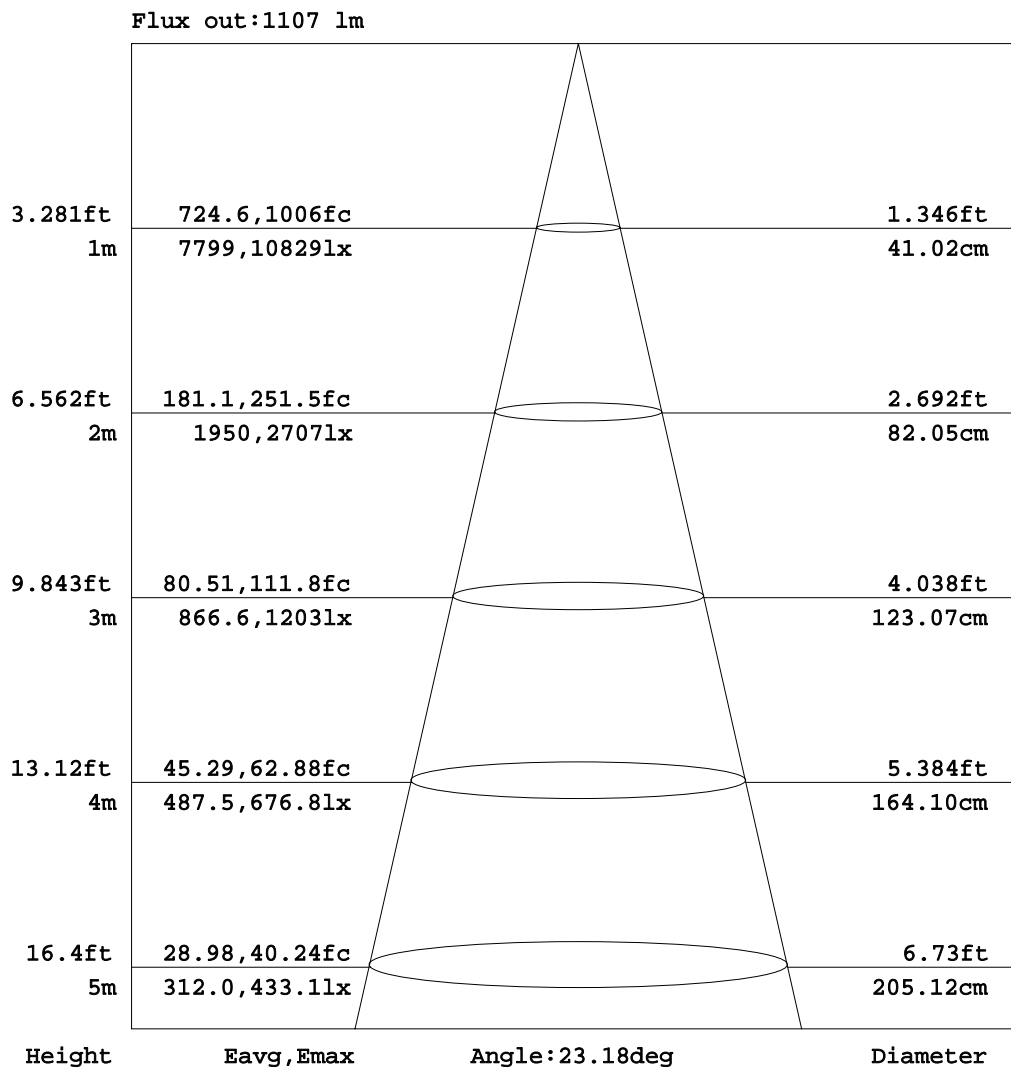 Flux out:1107 lm
3.281ft 724.6,1006fc 1.346ft
1m 7799,10829lx 41.02cm
6.562ft 181.1,251.5fc 2.692ft
2m 1950,2707lx 82.05cm
9.843ft 80.51,111.8fc 4.038ft
3m 866.6,1203lx 123.07cm
13.12ft 45.29,62.88fc 5.384ft
4m 487.5,676.8lx 164.10cm
16.4ft 28.98,40.24fc 6.73ft
5m 312.0,433.1lx 205.12cm
Height Eavg,Emax Angle:23.18deg Diameter